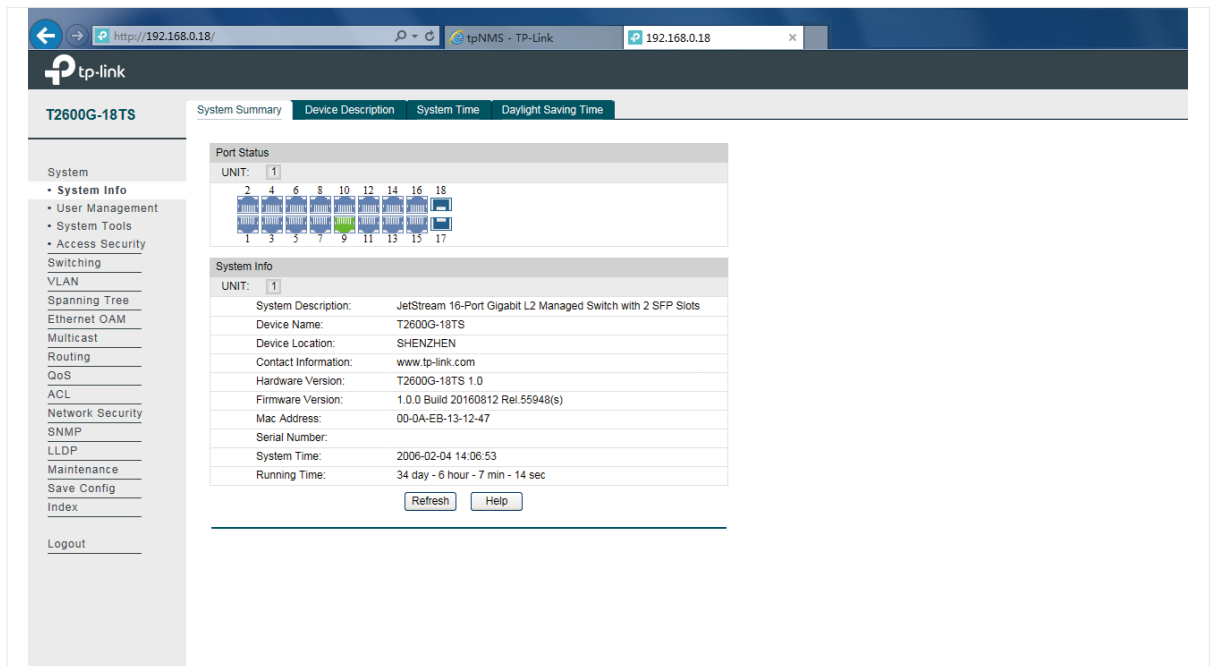 http://192.168.0.18/
tpNMS - TP-Link
192.168.0.18
tp-link
T2600G-18TS
System Summary
Device Description
System Time
Daylight Saving Time
System
• System Info
• User Management
• System Tools
• Access Security
Switching
VLAN
Spanning Tree
Ethernet OAM
Multicast
Routing
QoS
ACL
Network Security
SNMP
LLDP
Maintenance
Save Config
Index
Logout
Port Status
UNIT: 1
2 4 6 8 10 12 14 16 18
1 3 5 7 9 11 13 15 17
System Info
UNIT: 1
System Description: JetStream 16-Port Gigabit L2 Managed Switch with 2 SFP Slots
Device Name: T2600G-18TS
Device Location: SHENZHEN
Contact Information: www.tp-link.com
Hardware Version: T2600G-18TS 1.0
Firmware Version: 1.0.0 Build 20160812 Rel.55948(s)
Mac Address: 00-0A-EB-13-12-47
Serial Number:
System Time: 2006-02-04 14:06:53
Running Time: 34 day - 6 hour - 7 min - 14 sec
Refresh Help